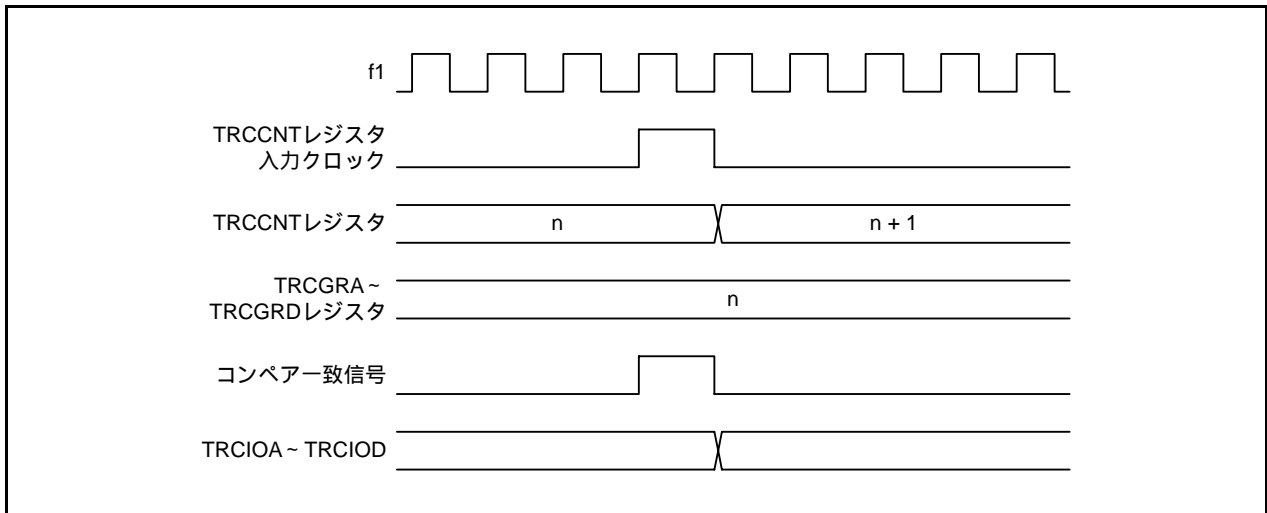 f1
TRCCNTレジスタ
入力クロック
TRCCNTレジスタ
n
n + 1
TRCGRA~
TRCGRDレジスタ
n
コンペア一致信号
TRCIOA~TRCIOD